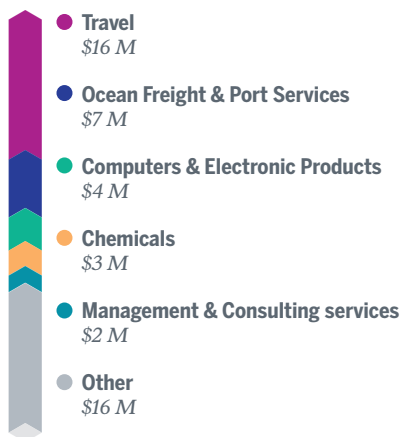 Travel
$16 M
Ocean Freight & Port Services
$7 M
Computers & Electronic Products
$4 M
Chemicals
$3 M
Management & Consulting services
$2 M
Other
$16 M